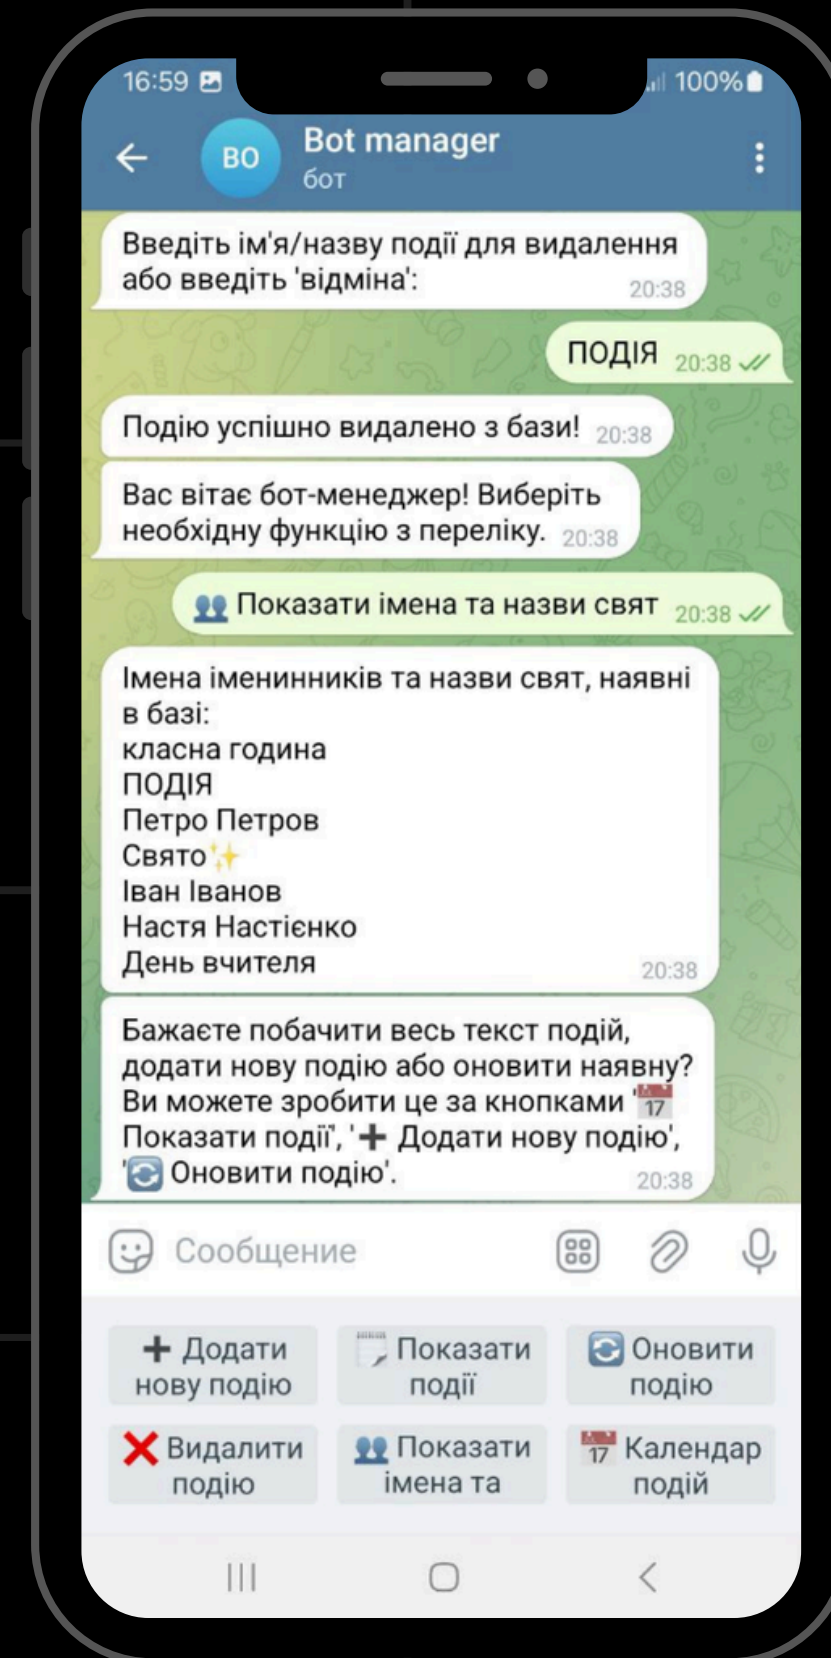 16:59
100%
BO
Bot manager
бот
Введіть ім'я/назву події для видалення
або введіть 'відміна':
20:38
ПОДІЯ 20:38
Подію успішно видалено з бази! 20:38
Вас вітає бот-менеджер! Виберіть
необхідну функцію з переліку. 20:38
👥 Показати імена та назви свят 20:38
Імена іменинників та назви свят, наявні
в базі:
класна година
ПОДІЯ
Петро Петров
Свято✨
Іван Іванов
Настя Настієнко
День вчителя
20:38
Бажаєте побачити весь текст подій,
додати нову подію або оновити наявну?
Ви можете зробити це за кнопками '📅
Показати події', '➕ Додати нову подію',
'🔄 Оновити подію'.
20:38
Сообщение
➕ Додати
нову подію
🗒 Показати
події
🔄 Оновити
подію
❌ Видалити
подію
👥 Показати
імена та
📅 Календар
подій